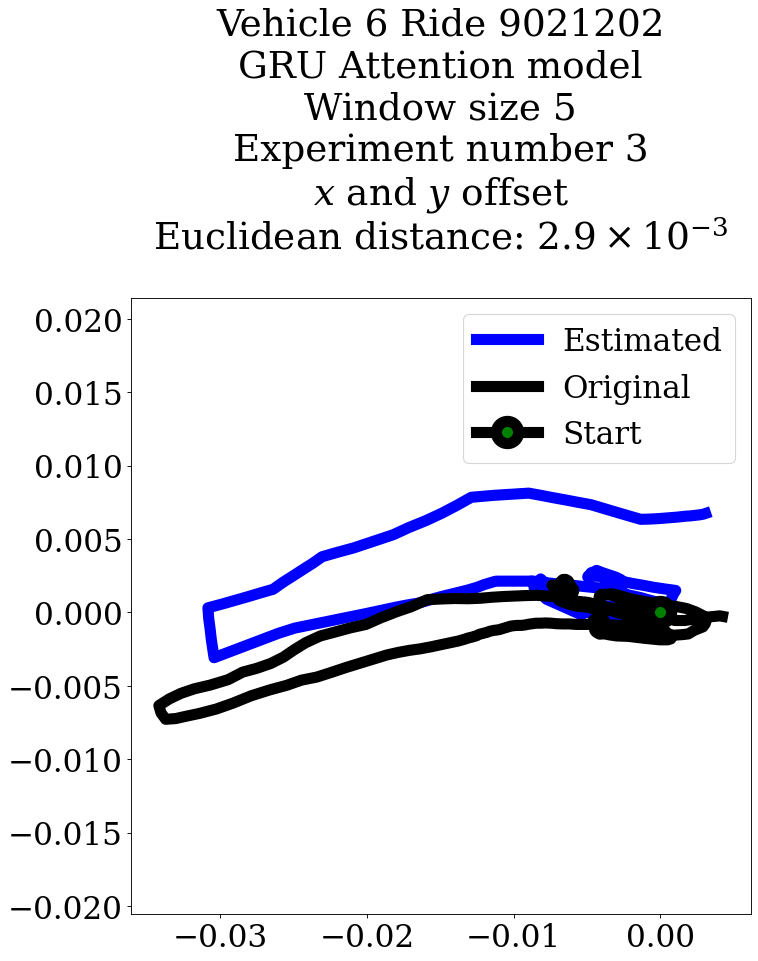 Vehicle 6 Ride 9021202
GRU Attention model
Window size 5
Experiment number 3
x and y offset
Euclidean distance: 2.9 × 10⁻³
Estimated
Original
Start
0.020
0.015
0.010
0.005
0.000
−0.005
−0.010
−0.015
−0.020
−0.03 −0.02 −0.01 0.00